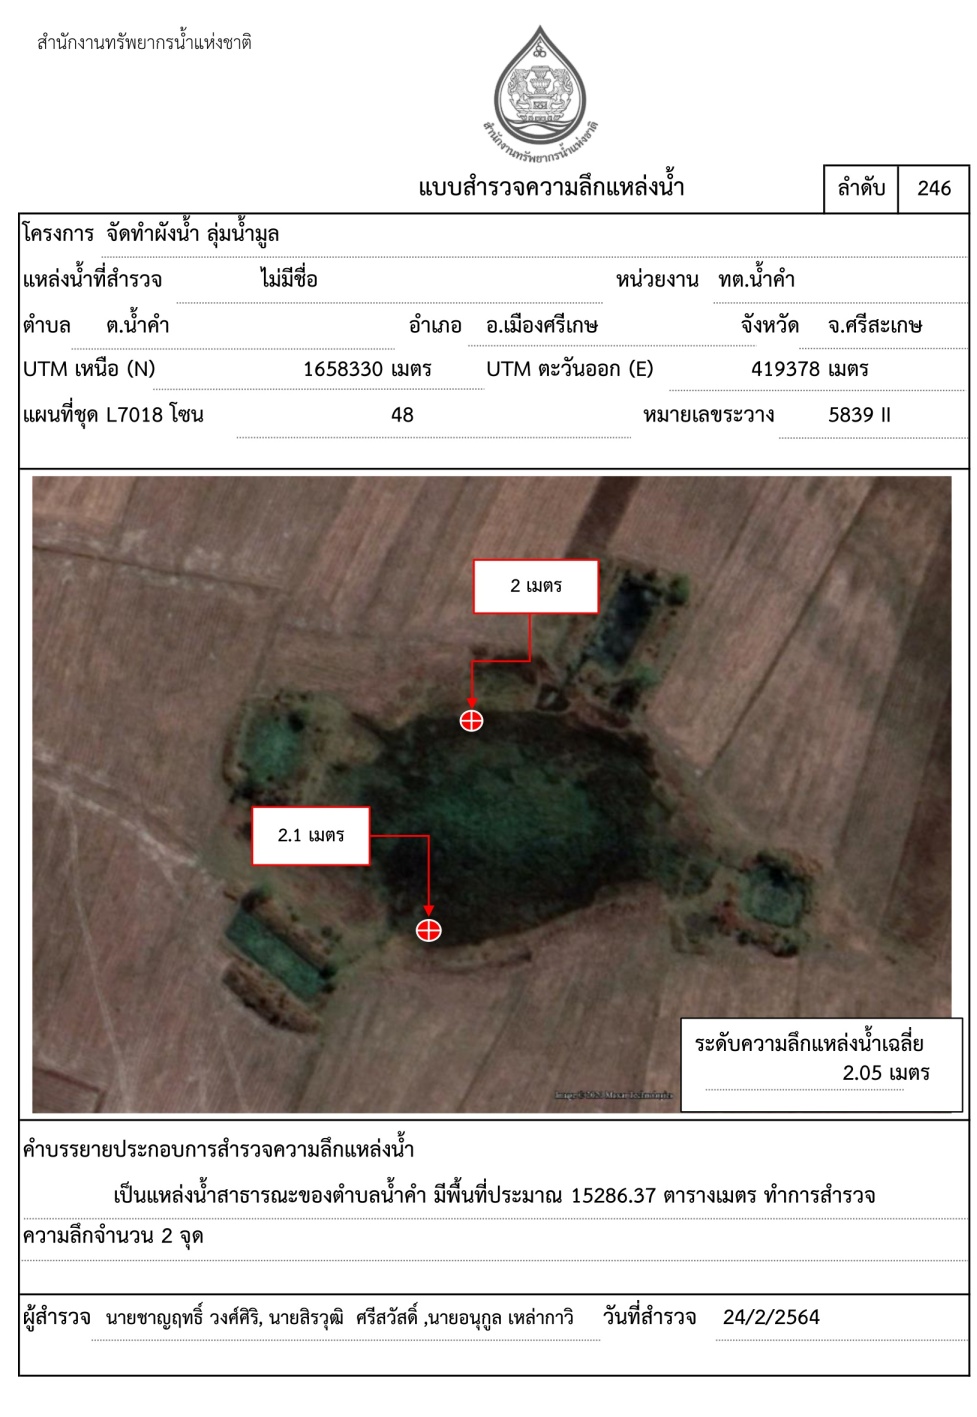 สำนักงานทรัพยากรน้ำแห่งชาติ
สำนักงานทรัพยากรน้ำแห่งชาติ
แบบสำรวจความลึกแหล่งน้ำ
ลำดับ 246
โครงการ จัดทำผังน้ำ ลุ่มน้ำมูล
แหล่งน้ำที่สำรวจ ไม่มีชื่อ หน่วยงาน ทต.น้ำคำ
ตำบล ต.น้ำคำ อำเภอ อ.เมืองศรีเกษ จังหวัด จ.ศรีสะเกษ
UTM เหนือ (N) 1658330 เมตร UTM ตะวันออก (E) 419378 เมตร
แผนที่ชุด L7018 โซน 48 หมายเลขระวาง 5839 II
2 เมตร
2.1 เมตร
ระดับความลึกแหล่งน้ำเฉลี่ย
2.05 เมตร
คำบรรยายประกอบการสำรวจความลึกแหล่งน้ำ
เป็นแหล่งน้ำสาธารณะของตำบลน้ำคำ มีพื้นที่ประมาณ 15286.37 ตารางเมตร ทำการสำรวจ
ความลึกจำนวน 2 จุด
ผู้สำรวจ นายชาญฤทธิ์ วงศ์ศิริ, นายสิรวุฒิ ศรีสวัสดิ์ ,นายอนุกูล เหล่ากาวิ วันที่สำรวจ 24/2/2564